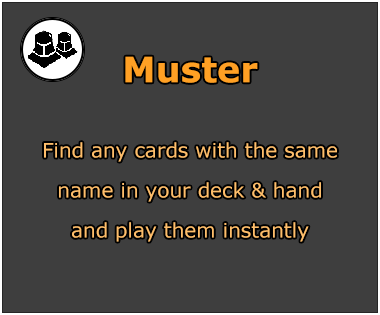 Muster
Find any cards with the same
name in your deck & hand
and play them instantly